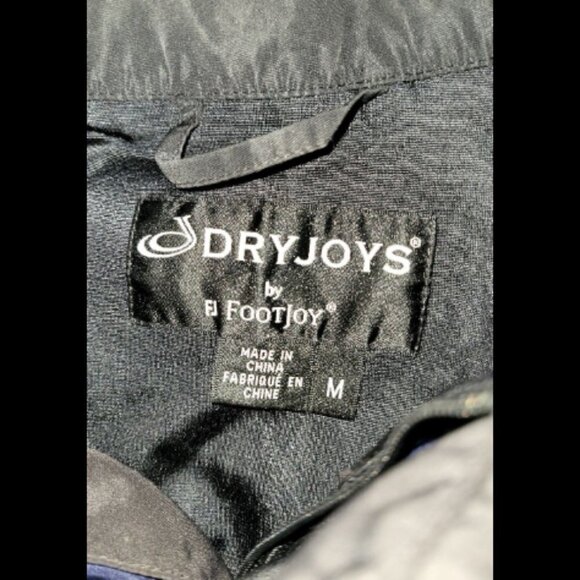 DRYJOYS®
by
FJ FOOTJOY®
MADE IN
CHINA
FABRIQUÉ EN
CHINE
M